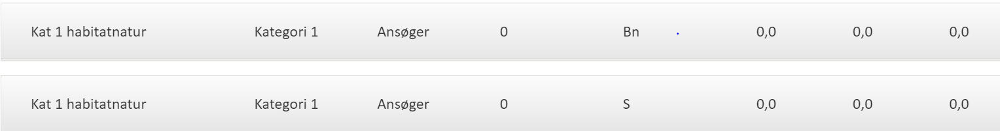 Kat 1 habitatnatur Kategori 1 Ansøger 0 Bn 0,0 0,0 0,0
Kat 1 habitatnatur Kategori 1 Ansøger 0 S 0,0 0,0 0,0